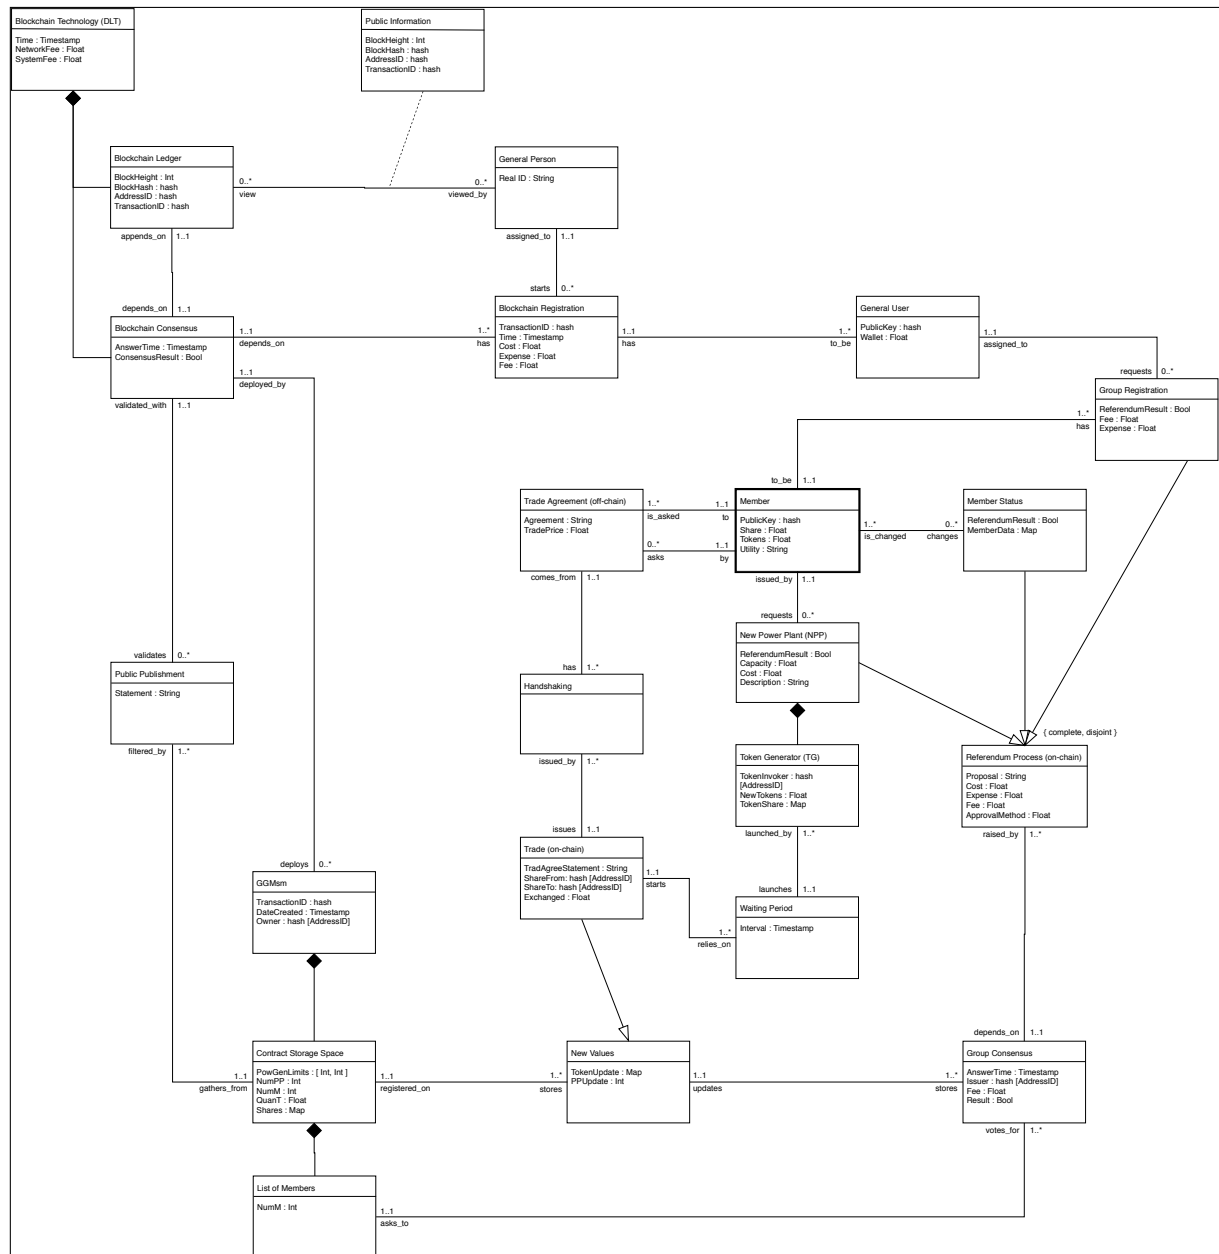 Blockchain Technology (DLT)
Time : Timestamp
NetworkFee : Float
SystemFee : Float
Public Information
BlockHeight : Int
BlockHash : hash
AddressID : hash
TransactionID : hash
Blockchain Ledger
BlockHeight : Int
BlockHash : hash
AddressID : hash
TransactionID : hash
0..*
view
0..*
viewed_by
General Person
Real ID : String
appends_on
1..1
assigned_to
1..1
depends_on
1..1
starts
0..*
Blockchain Consensus
AnswerTime : Timestamp
ConsensusResult : Bool
1..1
depends_on
1..*
has
Blockchain Registration
TransactionID : hash
Time : Timestamp
Cost : Float
Expense : Float
Fee : Float
1..1
has
1..*
to_be
General User
PublicKey : hash
Wallet : Float
1..1
assigned_to
requests
0..*
1..1
deployed_by
validated_with
1..1
Group Registration
ReferendumResult : Bool
Fee : Float
Expense : Float
1..*
has
to_be
1..1
Trade Agreement (off-chain)
Agreement : String
TradePrice : Float
1..*
is_asked
1..1
to
0..*
asks
1..1
by
Member
PublicKey : hash
Share : Float
Tokens : Float
Utility : String
1..*
is_changed
0..*
changes
Member Status
ReferendumResult : Bool
MemberData : Map
comes_from
1..1
issued_by
1..1
requests
0..*
New Power Plant (NPP)
ReferendumResult : Bool
Capacity : Float
Cost : Float
Description : String
validates
0..*
Public Publishment
Statement : String
filtered_by
1..*
has
1..*
Handshaking
issued_by
1..*
{ complete, disjoint }
Token Generator (TG)
TokenInvoker : hash
[AddressID]
NewTokens : Float
TokenShare : Map
Referendum Process (on-chain)
Proposal : String
Cost : Float
Expense : Float
Fee : Float
ApprovalMethod : Float
launched_by
1..*
raised_by
1..*
issues
1..1
Trade (on-chain)
TradAgreeStatement : String
ShareFrom: hash [AddressID]
ShareTo: hash [AddressID]
Exchanged : Float
1..1
starts
launches
1..1
1..*
relies_on
Waiting Period
Interval : Timestamp
deploys
0..*
GGMsm
TransactionID : hash
DateCreated : Timestamp
Owner : hash [AddressID]
depends_on
1..1
1..1
gathers_from
Contract Storage Space
PowGenLimits : [ Int, Int ]
NumPP : Int
NumM : Int
QuanT : Float
Shares : Map
1..1
registered_on
1..*
stores
New Values
TokenUpdate : Map
PPUpdate : Int
1..1
updates
1..*
stores
Group Consensus
AnswerTime : Timestamp
Issuer : hash [AddressID]
Fee : Float
Result : Bool
votes_for
1..*
List of Members
NumM : Int
1..1
asks_to